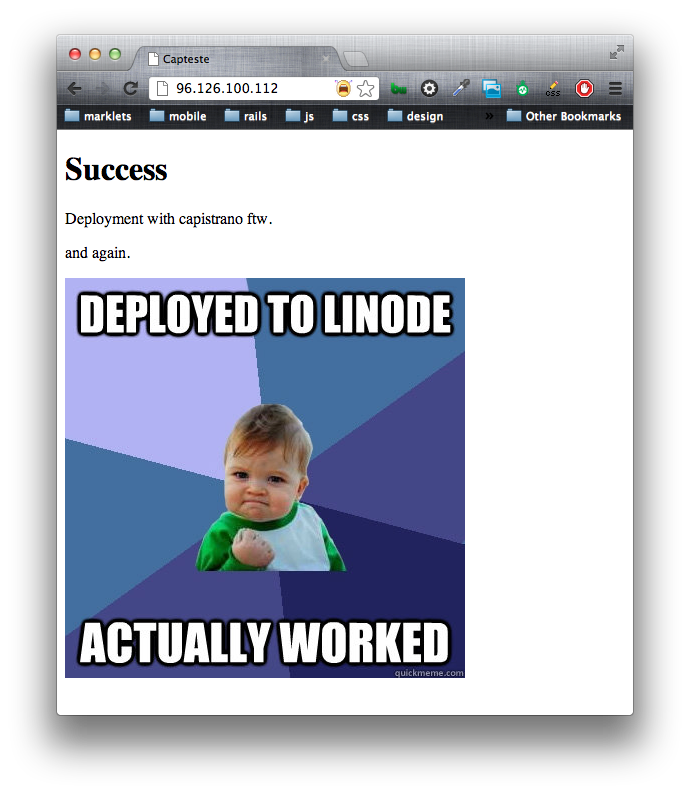 Capteste
96.126.100.112
marklets mobile rails js css design » Other Bookmarks
Success
Deployment with capistrano ftw.
and again.
DEPLOYED TO LINODE
ACTUALLY WORKED
quickmeme.com